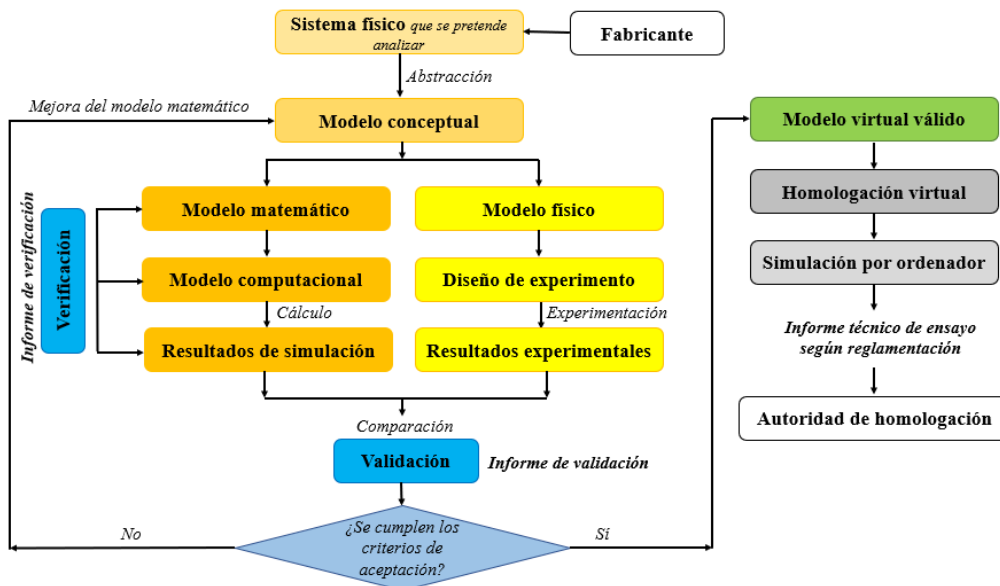 Sistema físico que se pretende
analizar
Fabricante
Abstracción
Mejora del modelo matemático
Modelo conceptual
Modelo virtual válido
Homologación virtual
Modelo matemático
Modelo físico
Informe de verificación
Verificación
Simulación por ordenador
Modelo computacional
Diseño de experimento
Cálculo
Experimentación
Informe técnico de ensayo
según reglamentación
Resultados de simulación
Resultados experimentales
Autoridad de homologación
Comparación
Validación
Informe de validación
¿Se cumplen los
criterios de
aceptación?
No
Sí